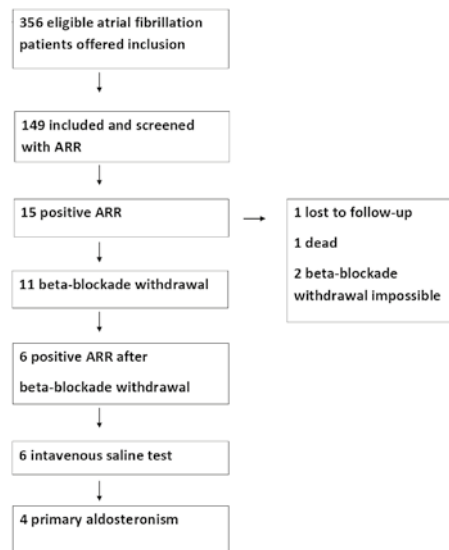 356 eligible atrial fibrillation
patients offered inclusion
149 included and screened
with ARR
15 positive ARR
1 lost to follow-up
1 dead
2 beta-blockade
withdrawal impossible
11 beta-blockade withdrawal
6 positive ARR after
beta-blockade withdrawal
6 intavenous saline test
4 primary aldosteronism